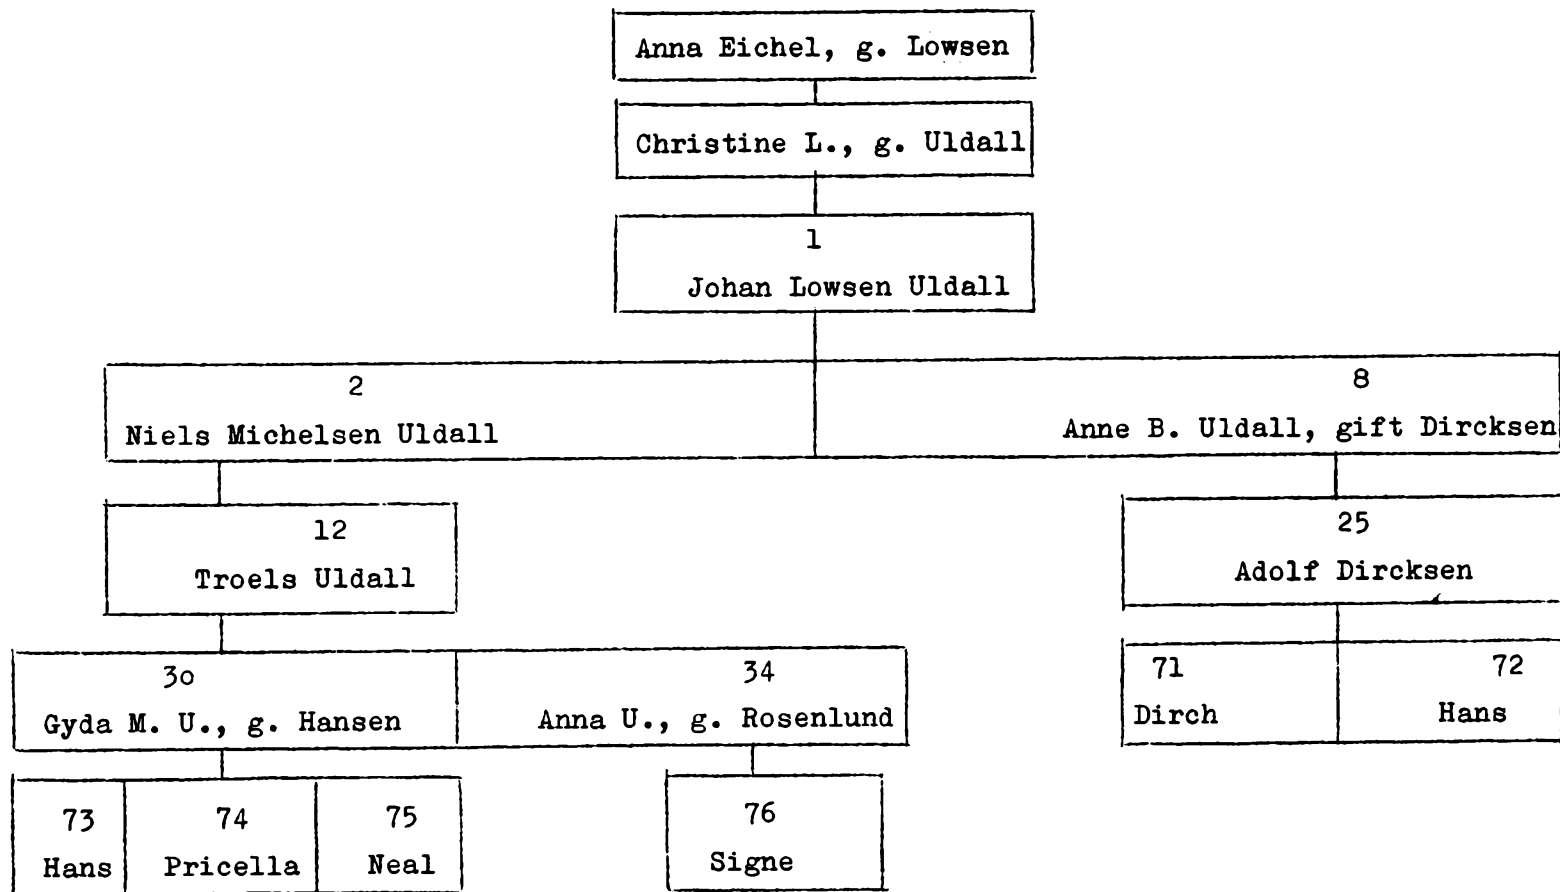 Anna Eichel, g. Lowsen
Christine L., g. Uldall
1
Johan Lowsen Uldall
2
Niels Michelsen Uldall
8
Anne B. Uldall, gift Dircksen
12
Troels Uldall
25
Adolf Dircksen
30
Gyda M. U., g. Hansen
34
Anna U., g. Rosenlund
71
Dirch
72
Hans
73
Hans
74
Pricella
75
Neal
76
Signe